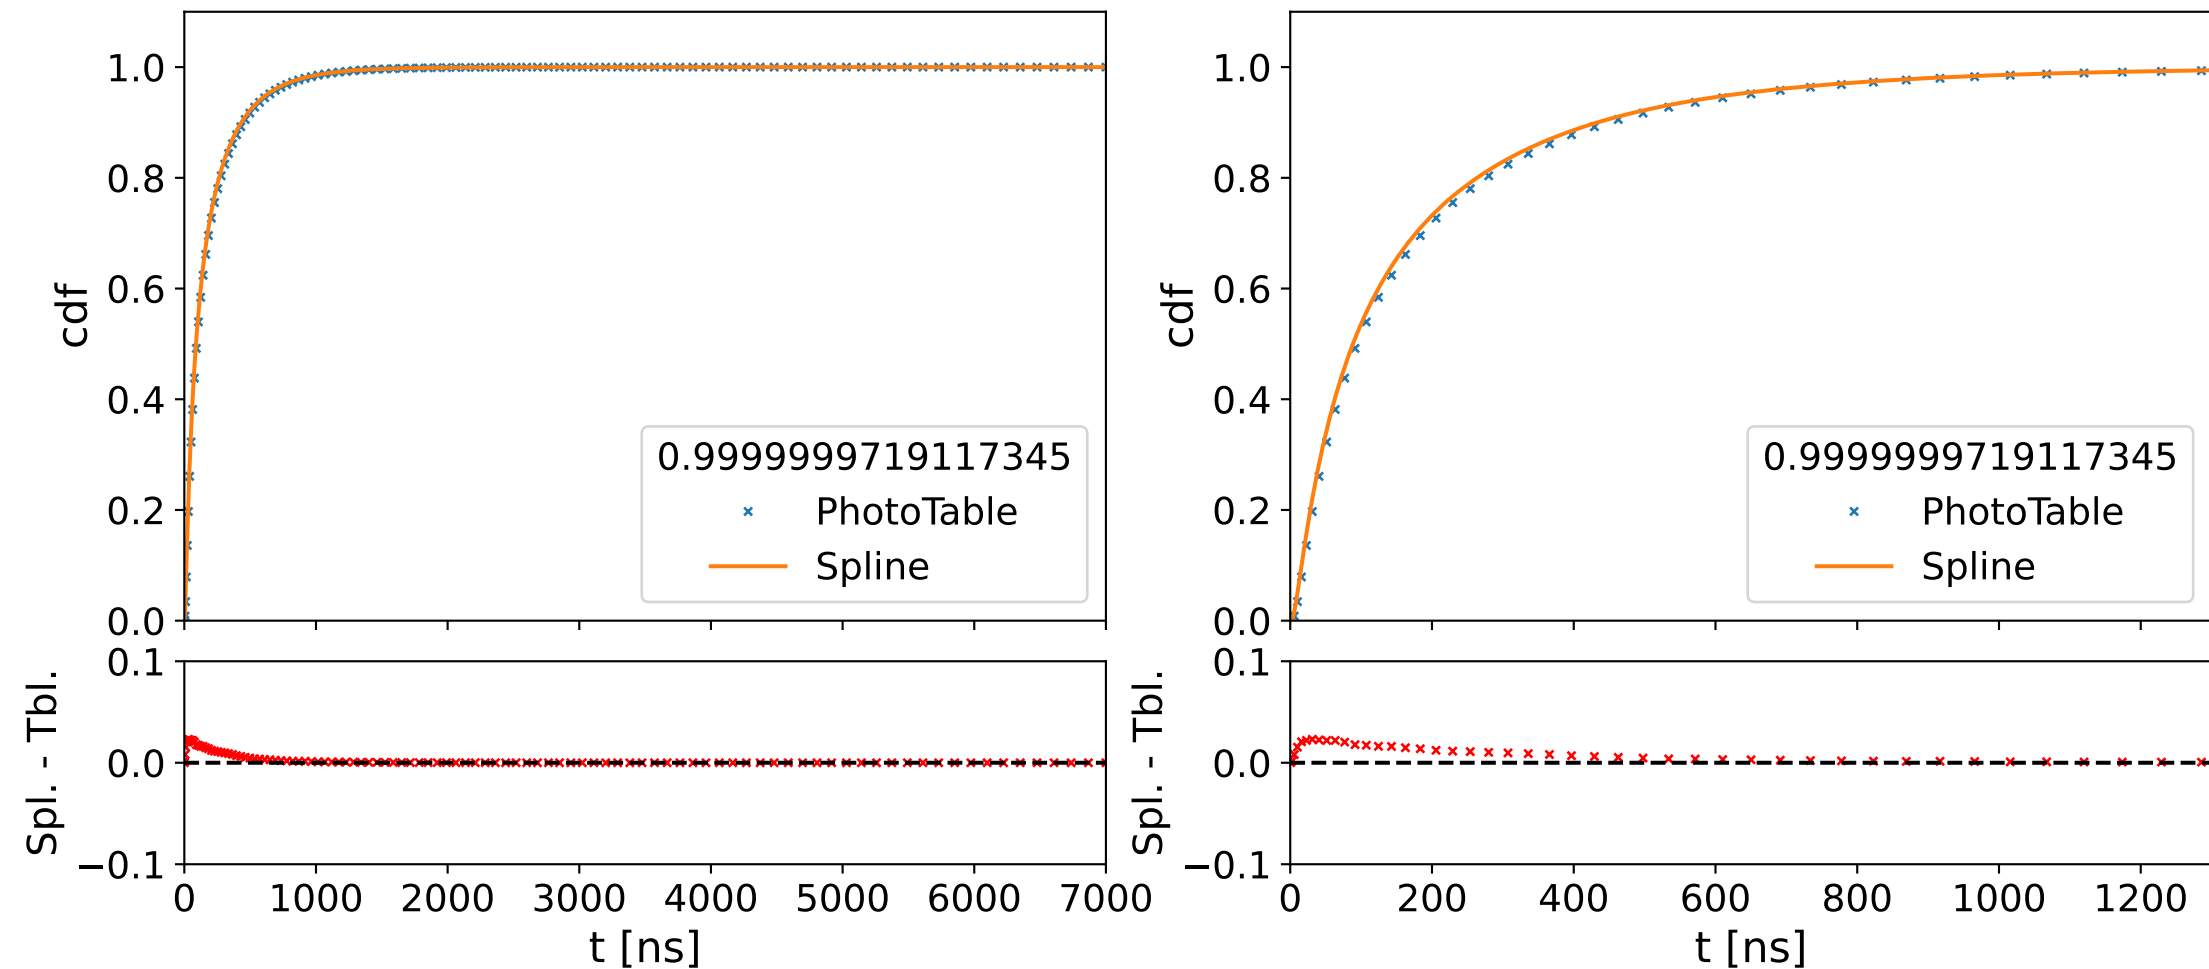 cdf
1.0
0.8
0.6
0.4
0.2
0.0
0.9999999719117345
PhotoTable
Spline
Spl. - Tbl.
0.1
0.0
−0.1
0 1000 2000 3000 4000 5000 6000 7000
t [ns]
cdf
1.0
0.8
0.6
0.4
0.2
0.0
0.9999999719117345
PhotoTable
Spline
Spl. - Tbl.
0.1
0.0
−0.1
0 200 400 600 800 1000 1200
t [ns]